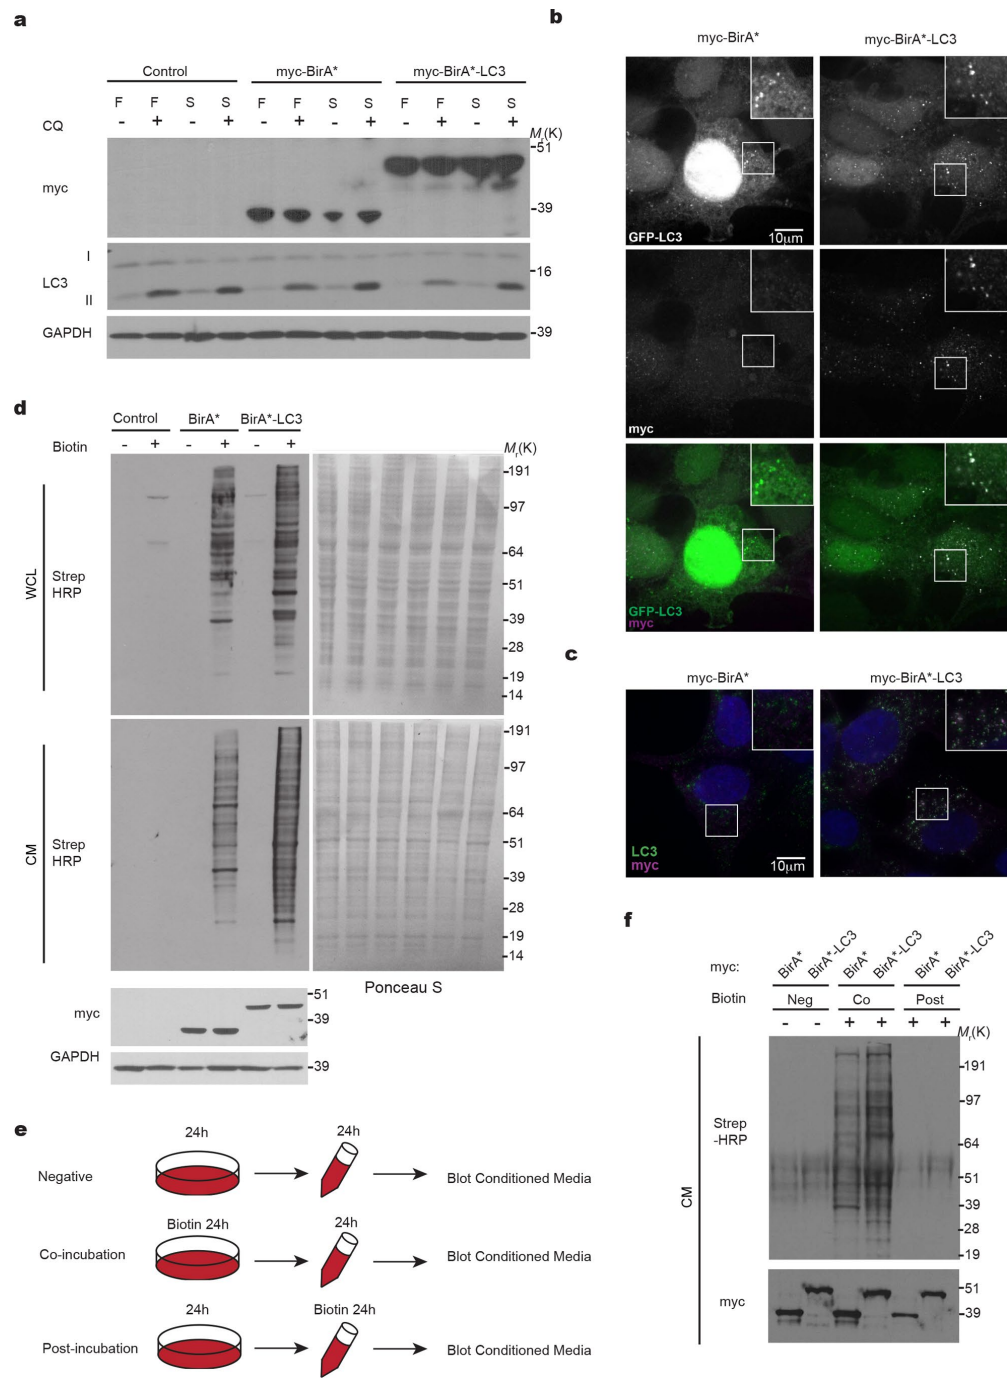 a
Control myc-BirA* myc-BirA*-LC3
F F S S F F S S F F S S
CQ - + - + - + - + - + - +
Mr(K)
myc
-51
-39
I
LC3
II
-16
GAPDH
-39
b
myc-BirA* myc-BirA*-LC3
GFP-LC3
10μm
myc
GFP-LC3
myc
c
myc-BirA* myc-BirA*-LC3
LC3
myc
10μm
d
Control BirA* BirA*-LC3
Biotin - + - + - +
Mr(K)
WCL
Strep
HRP
-191
-97
-64
-51
-39
-28
-19
-14
CM
Strep
HRP
-191
-97
-64
-51
-39
-28
-19
-14
Ponceau S
myc
-51
-39
GAPDH
-39
e
24h 24h
Negative Blot Conditioned Media
Biotin 24h 24h
Co-incubation Blot Conditioned Media
24h Biotin 24h
Post-incubation Blot Conditioned Media
f
myc: BirA* BirA*-LC3 BirA* BirA*-LC3 BirA* BirA*-LC3
Biotin Neg Co Post
- - + + + +
Mr(K)
CM
Strep
-HRP
-191
-97
-64
-51
-39
-28
-19
myc
-51
-39